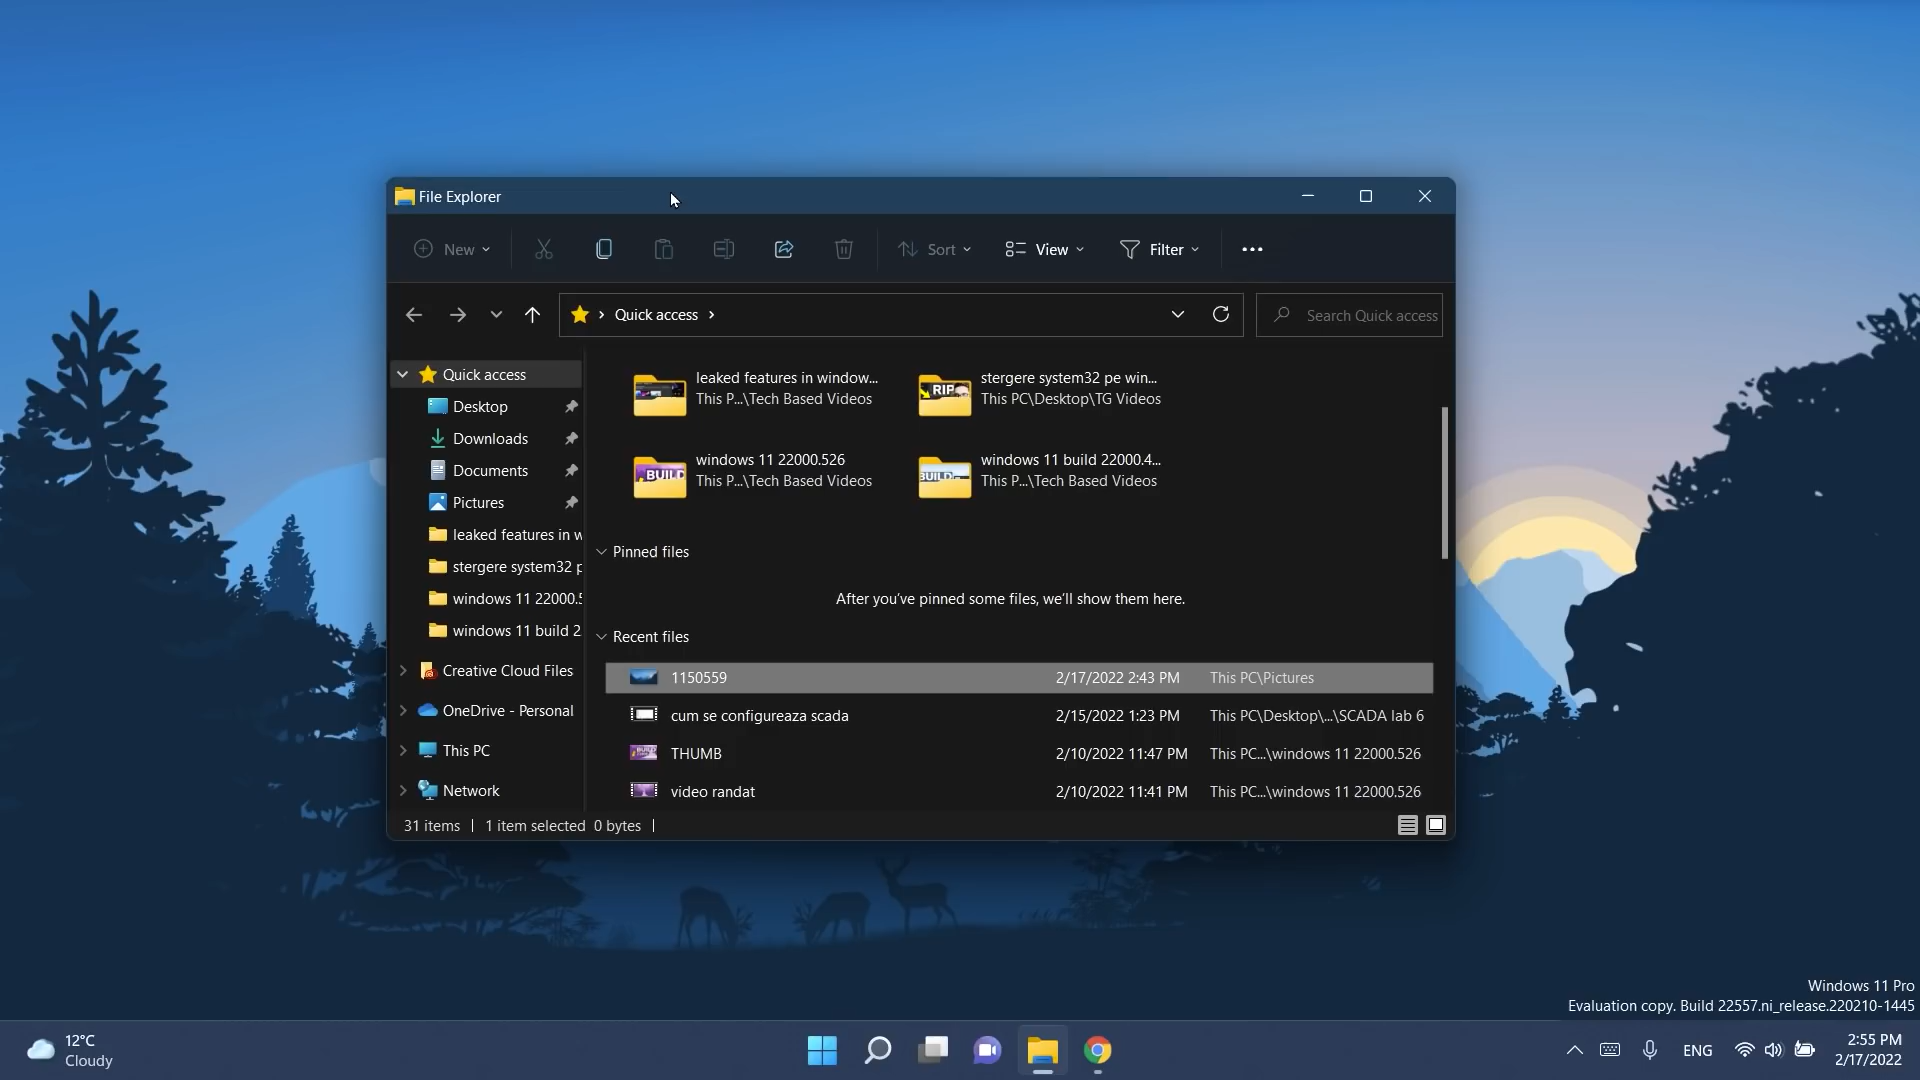 File Explorer
New
Sort
View
Filter
Quick access
Search Quick access
Quick access
Desktop
Downloads
Documents
Pictures
leaked features in w
stergere system32 p
windows 11 22000.5
windows 11 build 2
Creative Cloud Files
OneDrive - Personal
This PC
Network
leaked features in window...
This P...\Tech Based Videos
stergere system32 pe win...
This PC\Desktop\TG Videos
RIP
windows 11 22000.526
This P...\Tech Based Videos
BUILD
windows 11 build 22000.4...
This P...\Tech Based Videos
BUILD
Pinned files
After you've pinned some files, we'll show them here.
Recent files
1150559 2/17/2022 2:43 PM This PC\Pictures
cum se configureaza scada 2/15/2022 1:23 PM This PC\Desktop\...\SCADA lab 6
THUMB 2/10/2022 11:47 PM This PC...\windows 11 22000.526
video randat 2/10/2022 11:41 PM This PC...\windows 11 22000.526
31 items 1 item selected 0 bytes
Windows 11 Pro
Evaluation copy. Build 22557.ni_release.220210-1445
12°C
Cloudy
ENG
2:55 PM
2/17/2022